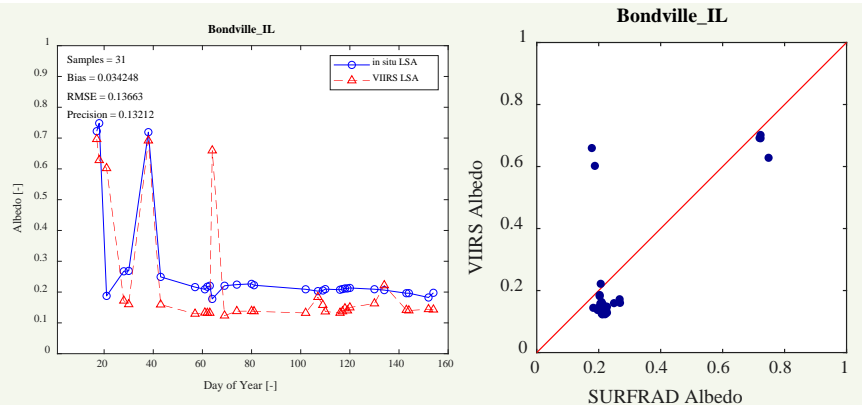 Bondville_IL
Samples = 31
Bias = 0.034248
RMSE = 0.13663
Precision = 0.13212
in situ LSA
VIIRS LSA
1
0.9
0.8
0.7
0.6
0.5
0.4
0.3
0.2
0.1
0
Albedo [-]
20 40 60 80 100 120 140 160
Day of Year [-]
Bondville_IL
1
0.8
0.6
0.4
0.2
0
VIIRS Albedo
0 0.2 0.4 0.6 0.8 1
SURFRAD Albedo